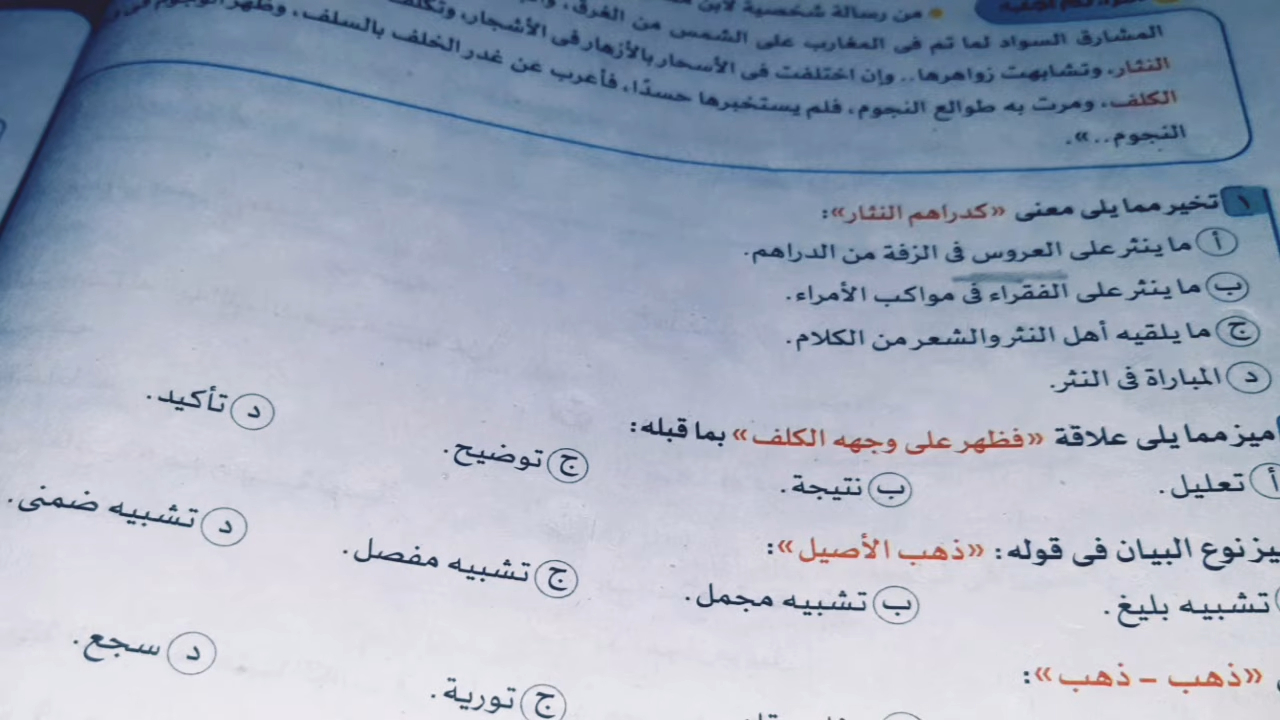 من رسالة شخصية لابن
المشارق السواد لما تم فى المغارب على الشمس من الغرق،
النثار، وتشابهت زواهرها.. وإن اختلفت فى الأسحار بالأزهار فى الأشجار،
الكلف، ومرت به طوالع النجوم، فلم يستخبرها حسدًا، فأعرب عن غدر الخلف بالسلف، وظهر الوجوم فى
النجوم..».
١ تخير مما يلى معنى «كدراهم النثار»:
أ ما ينثر على العروس فى الزفة من الدراهم.
ب ما ينثر على الفقراء فى مواكب الأمراء.
ج ما يلقيه أهل النثر والشعر من الكلام.
د المباراة فى النثر.
ميز مما يلى علاقة «فظهر على وجهه الكلف» بما قبله:
أ تعليل. ب نتيجة. ج توضيح. د تأكيد.
نوع البيان فى قوله: «ذهب الأصيل»:
تشبيه بليغ. ب تشبيه مجمل. ج تشبيه مفصل. د تشبيه ضمنى.
«ذهب - ذهب»:
ج تورية. د سجع.